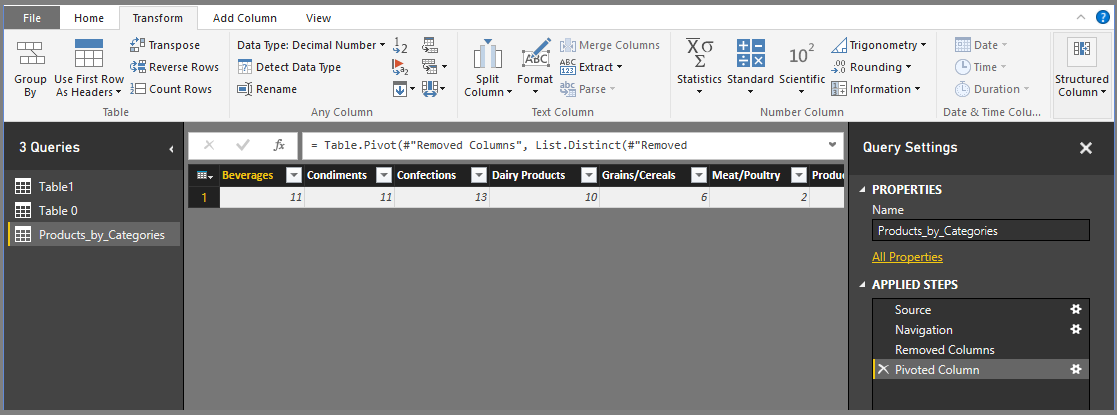 File Home Transform Add Column View
Group By
Use First Row As Headers
Transpose
Reverse Rows
Count Rows
Table
Data Type: Decimal Number
Detect Data Type
Rename
Any Column
Split Column
Format
Merge Columns
Extract
Parse
Text Column
Statistics
Standard
10²
Scientific
Trigonometry
Rounding
Information
Number Column
Date
Time
Duration
Date & Time Colu...
Structured Column
3 Queries
Table1
Table 0
Products_by_Categories
fx = Table.Pivot(#"Removed Columns", List.Distinct(#"Removed
Beverages Condiments Confections Dairy Products Grains/Cereals Meat/Poultry Produ
1 11 11 13 10 6 2
Query Settings
PROPERTIES
Name
Products_by_Categories
All Properties
APPLIED STEPS
Source
Navigation
Removed Columns
Pivoted Column